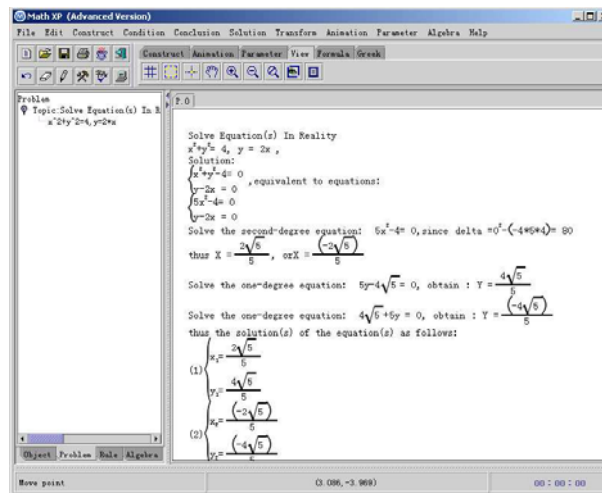 Math XP (Advanced Version)
File Edit Construct Condition Conclusion Solution Transform Animation Parameter Algebra Help
Construct Animation Parameter View Formula Greek
Problem
Topic:Solve Equation(s) In R
x^2+y^2=4,y=2*x
P.0
Solve Equation(s) In Reality
x²+y²= 4, y = 2x ,
Solution:
{x²+y²-4= 0
y-2x = 0 ,equivalent to equations:
{5x²-4= 0
y-2x = 0
Solve the second-degree equation: 5x²-4= 0,since delta =0²-(-4*5*4)= 80
thus X = 2√5/5, orX = (-2√5)/5
Solve the one-degree equation: 5y-4√5 = 0, obtain : Y = 4√5/5
Solve the one-degree equation: 4√5+5y = 0, obtain : Y = (-4√5)/5
thus the solution(s) of the equation(s) as follows:
(1) {x₁= 2√5/5
y₁= 4√5/5
(2) {x₂= (-2√5)/5
y₂= (-4√5)/5
Object Problem Rule Algebra
Move point (3.086,-3.969) 00 : 00 : 00